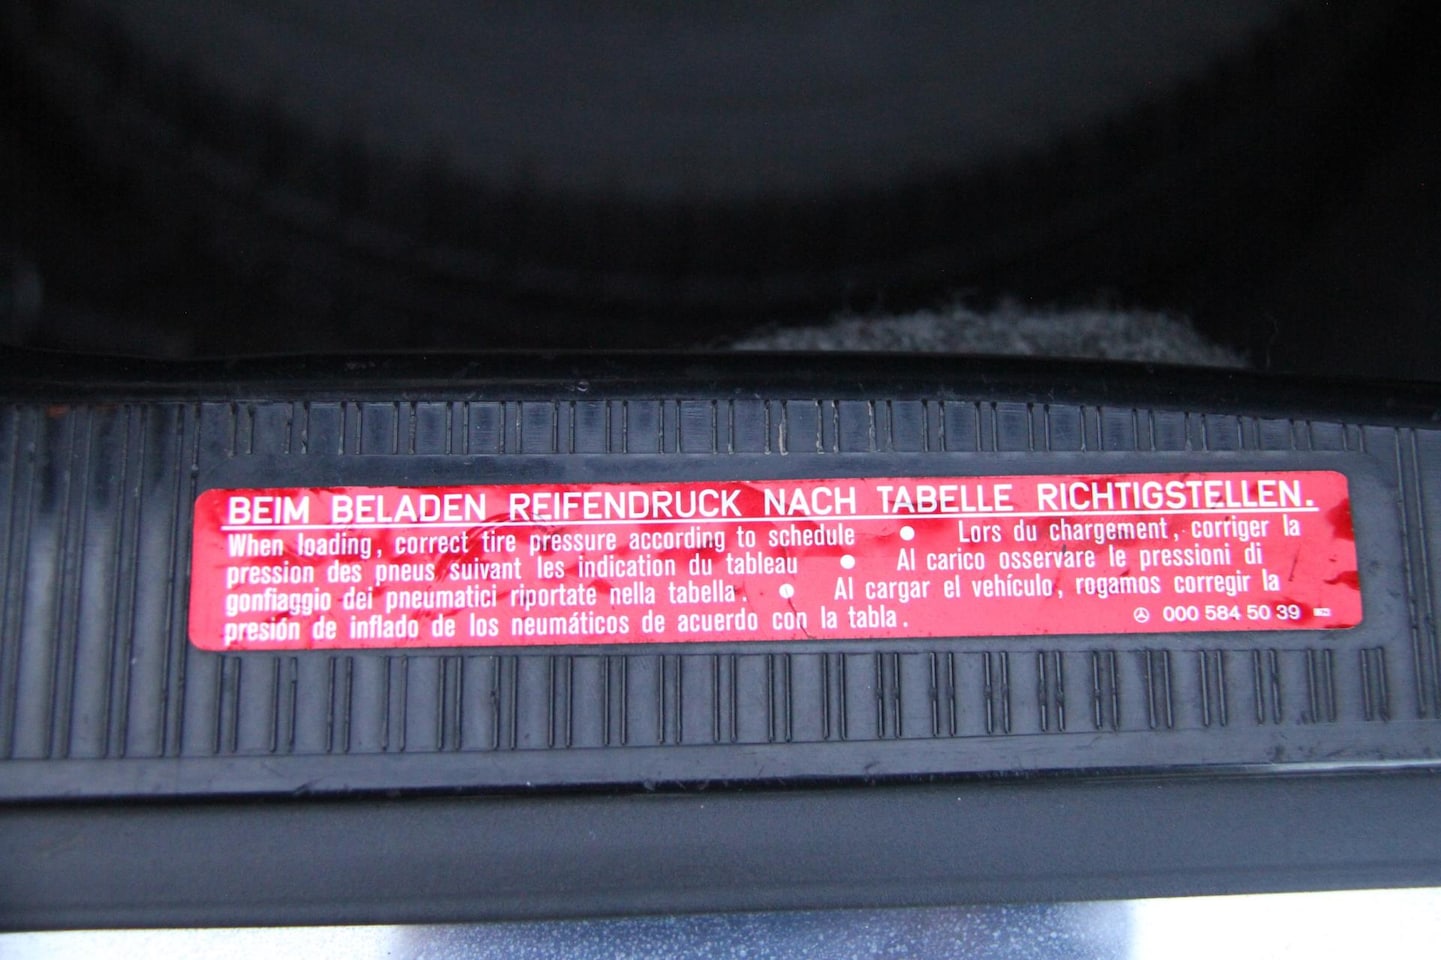 BEIM BELADEN REIFENDRUCK NACH TABELLE RICHTIGSTELLEN.
When loading, correct tire pressure according to schedule ● Lors du chargement, corriger la
pression des pneus suivant les indication du tableau ● Al carico osservare le pressioni di
gonfiaggio dei pneumatici riportate nella tabella. ● Al cargar el vehículo, rogamos corregir la
presión de inflado de los neumáticos de acuerdo con la tabla.
000 584 50 39